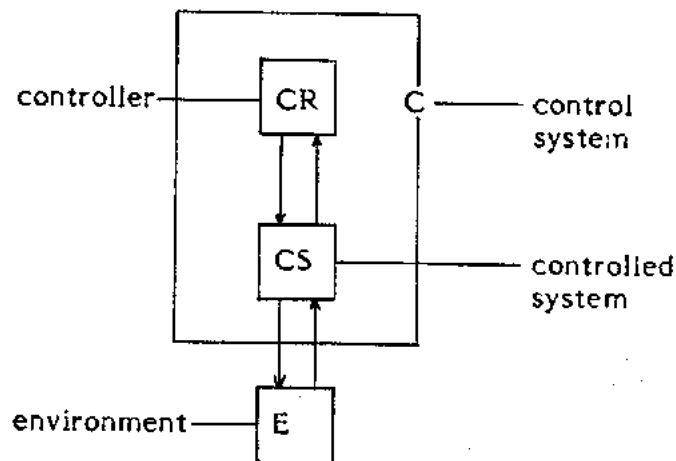 controller
CR
C
control
system
CS
controlled
system
environment
E